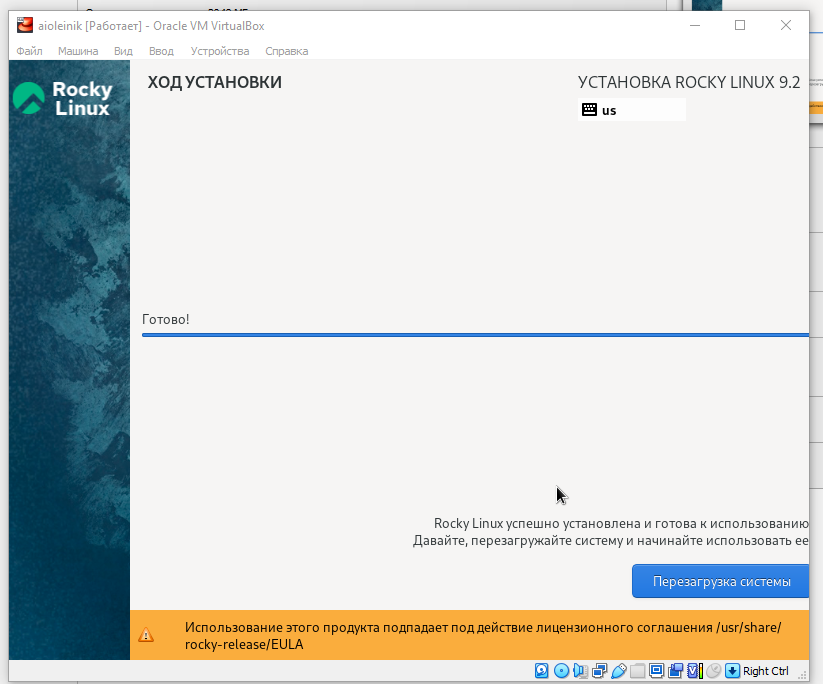 aioleinik [Работает] - Oracle VM VirtualBox
Файл Машина Вид Ввод Устройства Справка
Rocky
Linux
ХОД УСТАНОВКИ
УСТАНОВКА ROCKY LINUX 9.2
us
Готово!
Rocky Linux успешно установлена и готова к использованию
Давайте, перезагружайте систему и начинайте использовать ее
Перезагрузка системы
Использование этого продукта подпадает под действие лицензионного соглашения /usr/share/
rocky-release/EULA
Right Ctrl